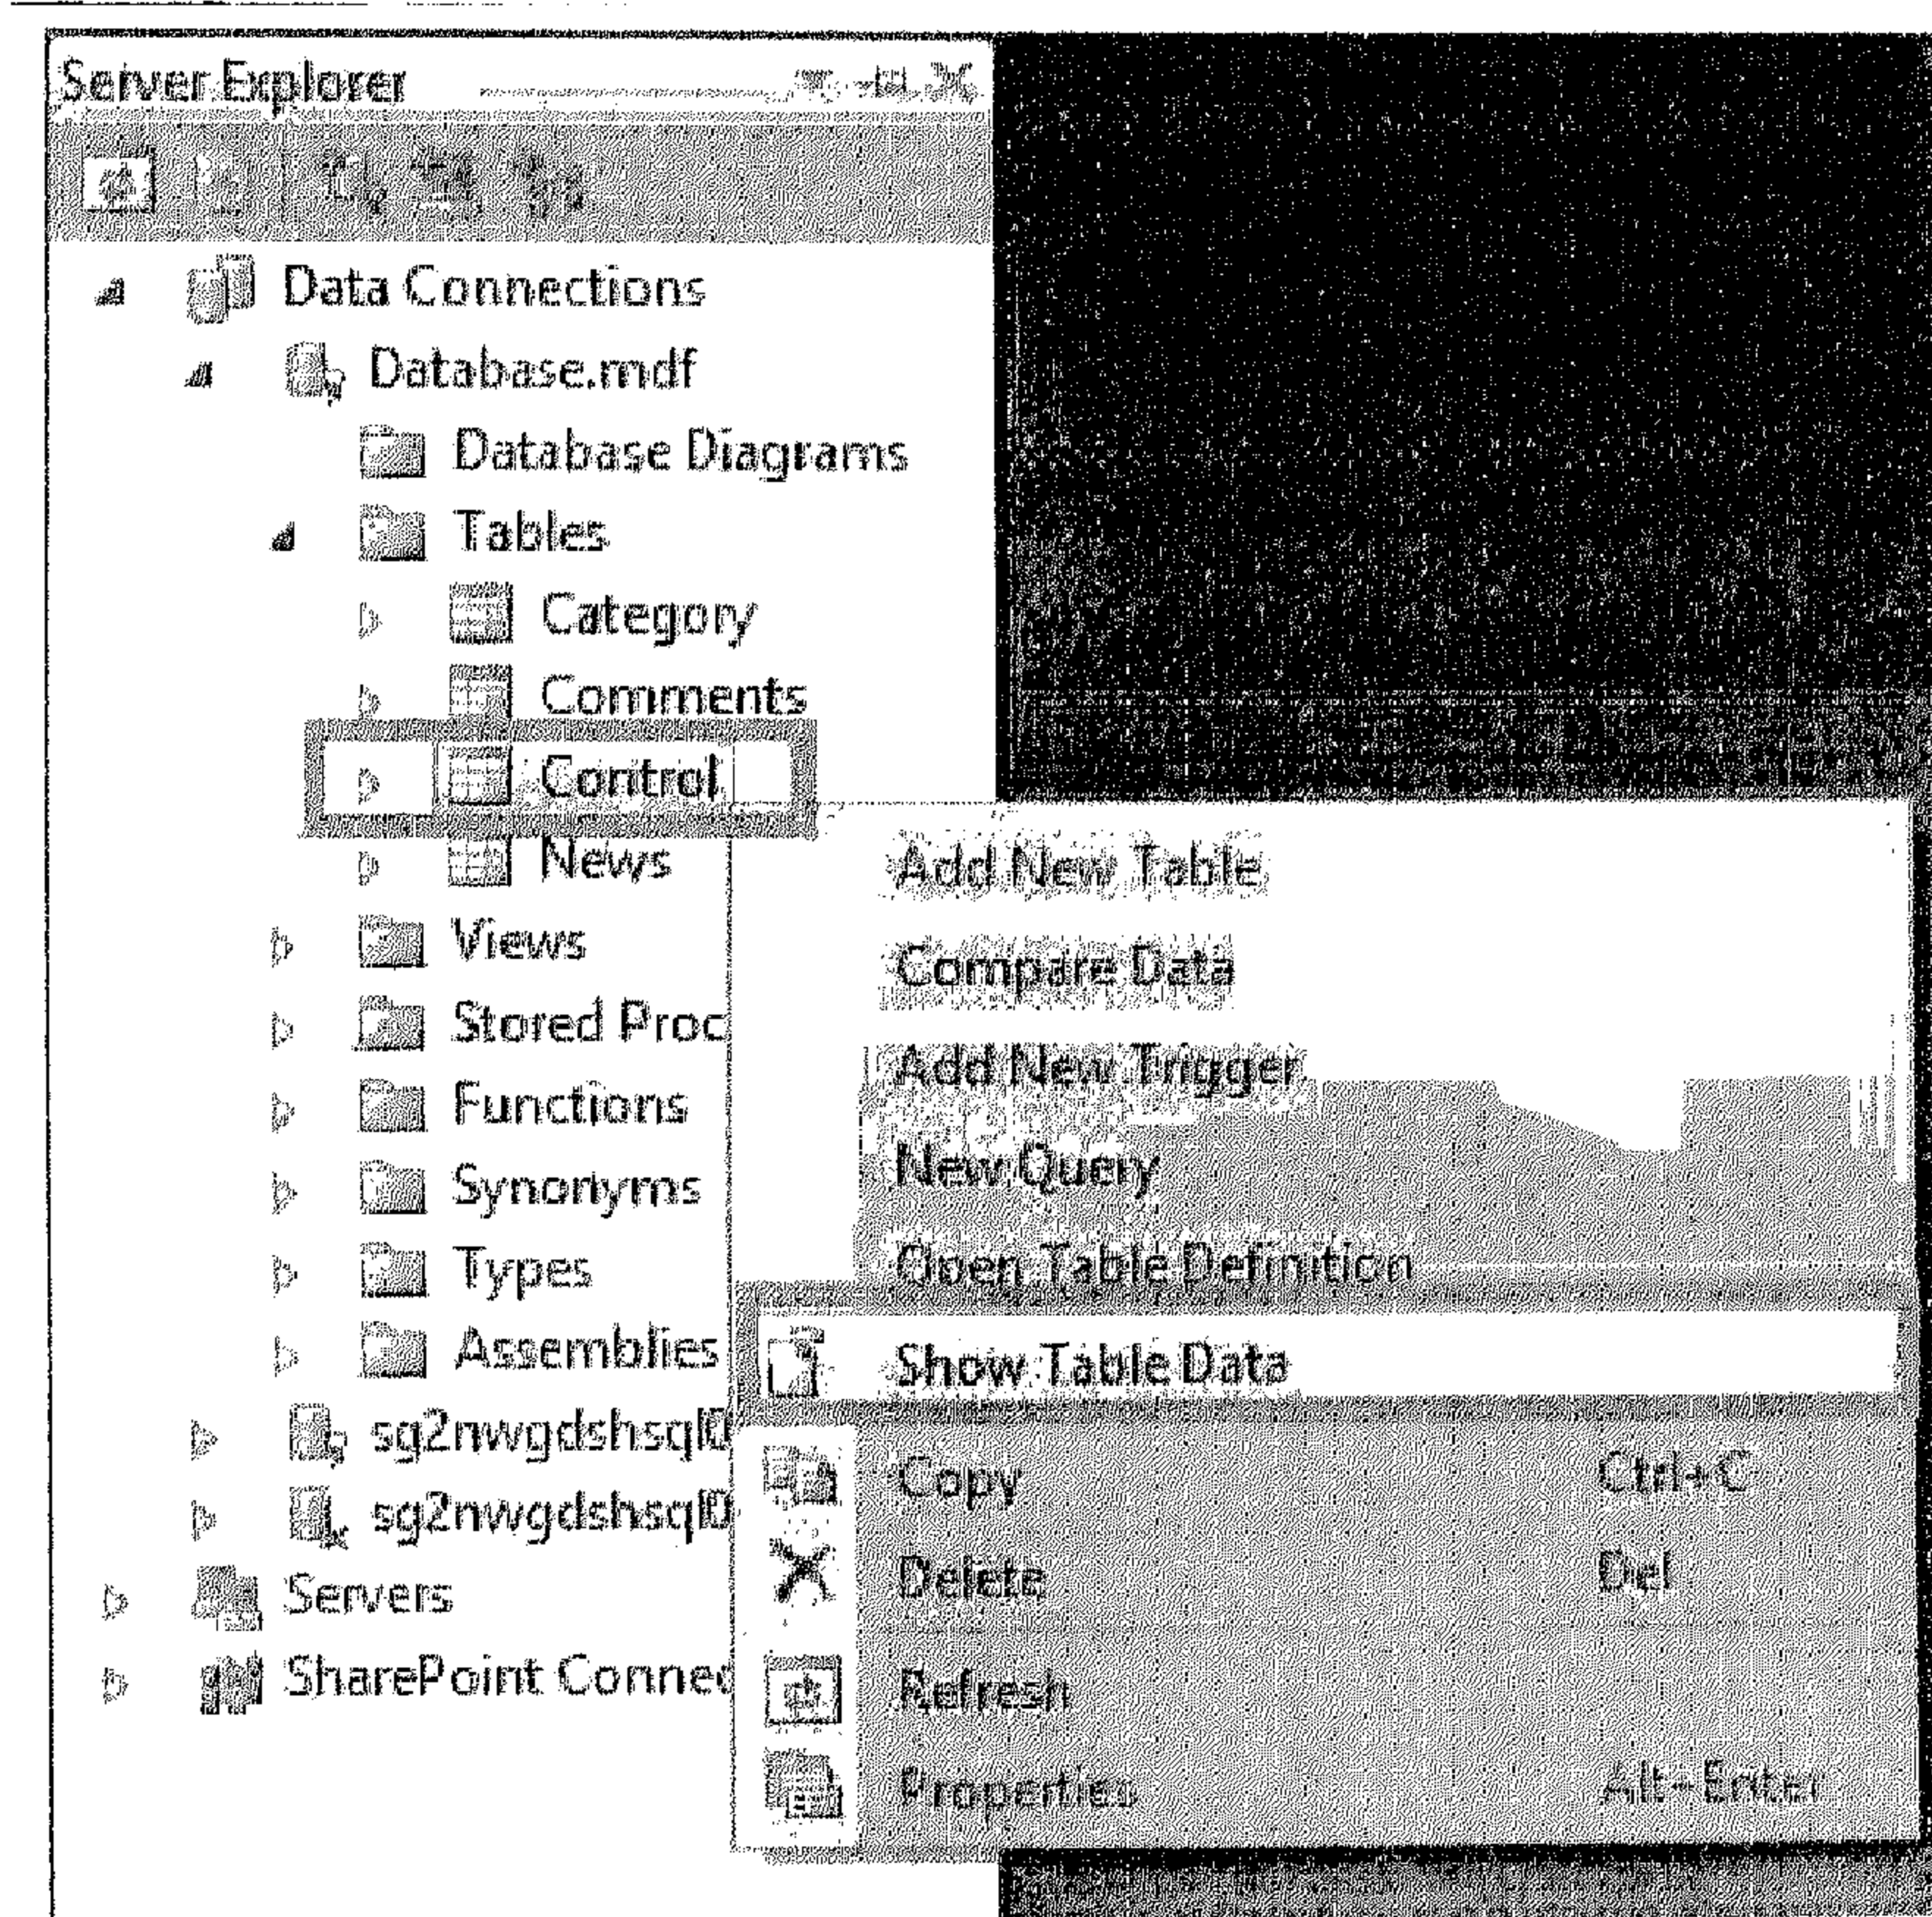 Server Explorer
Data Connections
Database.mdf
Database Diagrams
Tables
Category
Comments
Control
News
Views
Stored Proc
Functions
Synonyms
Types
Assemblies
sg2nwgdshsql0
sg2nwgdshsql0
Servers
SharePoint Connec
Add New Table
Compare Data
Add New Trigger
New Query
Open Table Definition
Show Table Data
Copy Ctrl+C
Delete Del
Refresh
Properties Alt+Enter